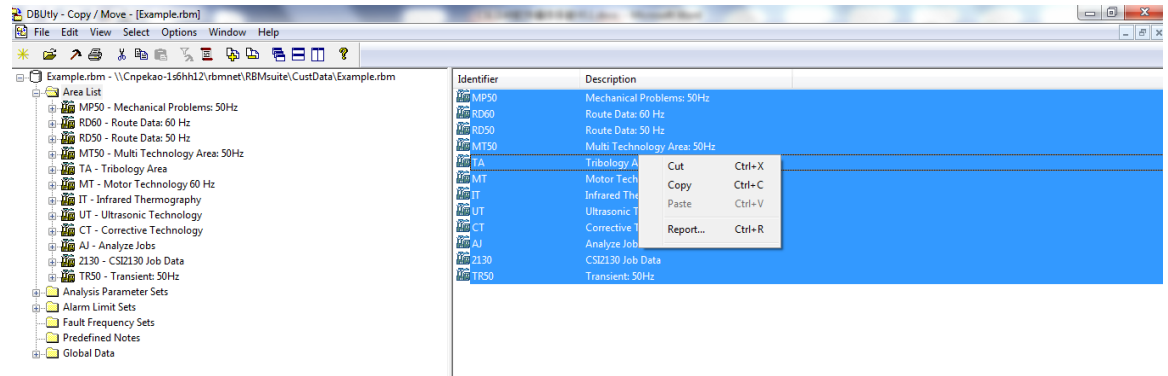 DBUtly - Copy / Move - [Example.rbm]
File Edit View Select Options Window Help
Example.rbm - \\Cnpekao-1s6hh12\rbmnet\RBMsuite\CustData\Example.rbm
Area List
MP50 - Mechanical Problems: 50Hz
RD60 - Route Data: 60 Hz
RD50 - Route Data: 50 Hz
MT50 - Multi Technology Area: 50Hz
TA - Tribology Area
MT - Motor Technology 60 Hz
IT - Infrared Thermography
UT - Ultrasonic Technology
CT - Corrective Technology
AJ - Analyze Jobs
2130 - CSI2130 Job Data
TR50 - Transient: 50Hz
Analysis Parameter Sets
Alarm Limit Sets
Fault Frequency Sets
Predefined Notes
Global Data
Identifier Description
MP50 Mechanical Problems: 50Hz
RD60 Route Data: 60 Hz
RD50 Route Data: 50 Hz
MT50 Multi Technology Area: 50Hz
TA Tribology A
MT Motor Tech
IT Infrared The
UT Ultrasonic T
CT Corrective T
AJ Analyze Job
2130 CSI2130 Job Data
TR50 Transient: 50Hz
Cut Ctrl+X
Copy Ctrl+C
Paste Ctrl+V
Report... Ctrl+R